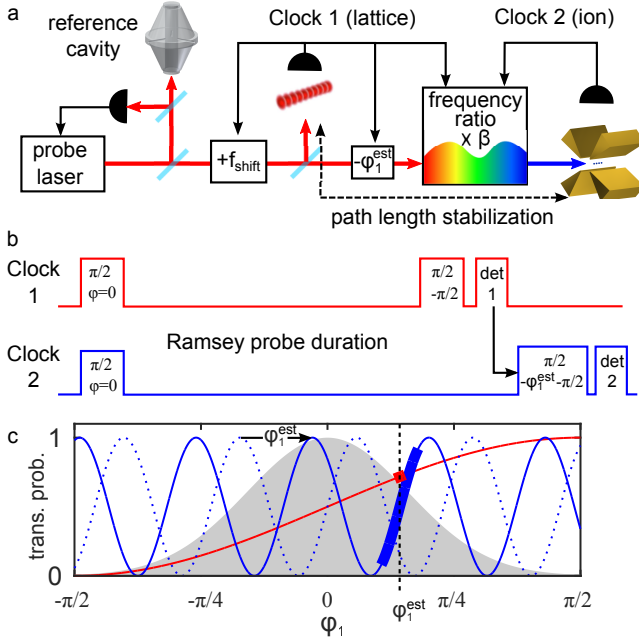 a
reference
cavity
Clock 1 (lattice)
Clock 2 (ion)
probe
laser
+f_shift
-φ₁^est
frequency
ratio
x β
path length stabilization
b
Clock
1
π/2
φ=0
π/2
-π/2
det
1
Ramsey probe duration
Clock
2
π/2
φ=0
π/2
-φ₁^est-π/2
det
2
c
trans. prob.
1
0
φ₁^est
-π/2
-π/4
0
φ₁^est
π/4
π/2
φ₁